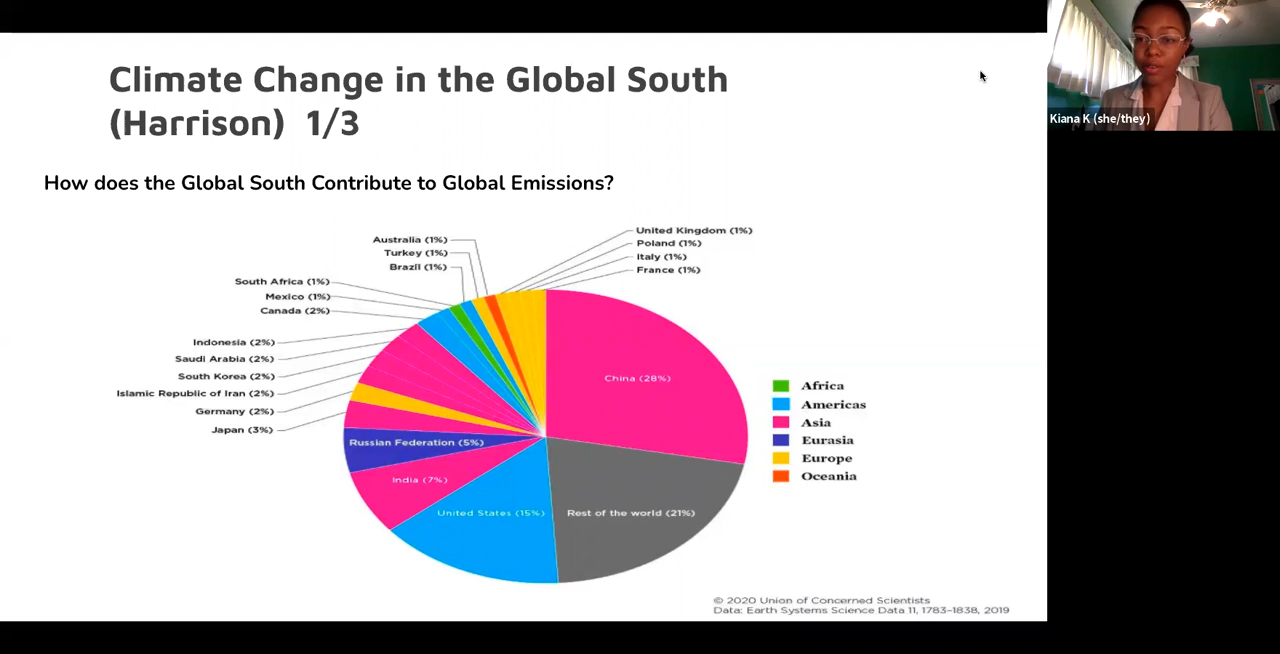 Climate Change in the Global South
(Harrison) 1/3
Kiana K (she/they)
How does the Global South Contribute to Global Emissions?
United Kingdom (1%)
Australia (1%)
Poland (1%)
Turkey (1%)
Italy (1%)
Brazil (1%)
France (1%)
South Africa (1%)
Mexico (1%)
Canada (2%)
Indonesia (2%)
Saudi Arabia (2%)
South Korea (2%)
Islamic Republic of Iran (2%)
Germany (2%)
Japan (3%)
China (28%)
Russian Federation (5%)
India (7%)
United States (15%)
Rest of the world (21%)
Africa
Americas
Asia
Eurasia
Europe
Oceania
© 2020 Union of Concerned Scientists
Data: Earth Systems Science Data 11, 1783–1838, 2019